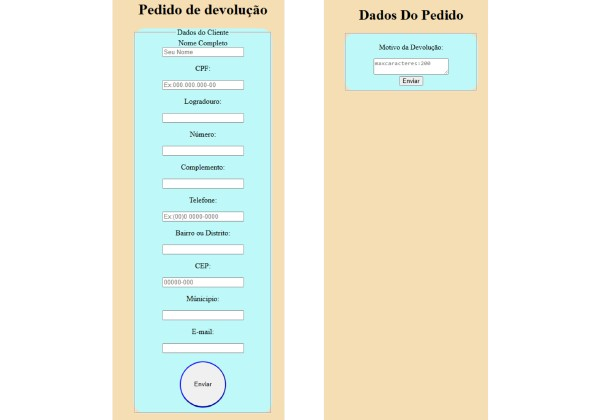 Pedido de devolução
Dados do Cliente
Nome Completo
Seu Nome
CPF:
Ex:000.000.000-00
Logradouro:
Número:
Complemento:
Telefone:
Ex:(00)0 0000-0000
Bairro ou Distrito:
CEP:
00000-000
Múnicipio:
E-mail:
Enviar
Dados Do Pedido
Motivo da Devolução:
maxcaracteres:200
Enviar